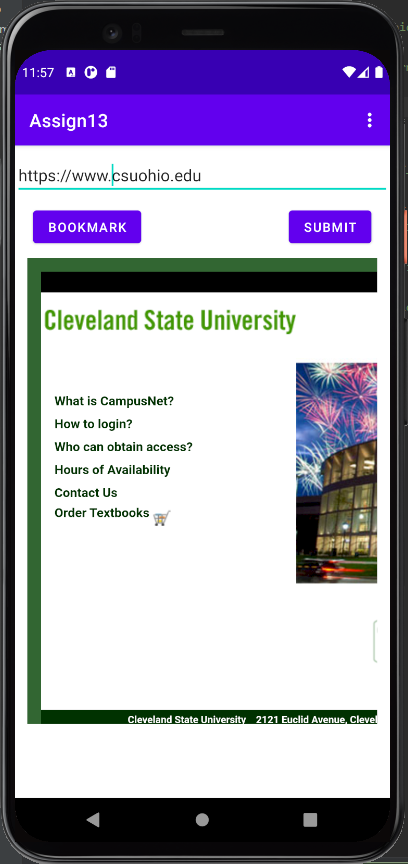 11:57
Assign13
https://www.csuohio.edu
BOOKMARK SUBMIT
Cleveland State University
What is CampusNet?
How to login?
Who can obtain access?
Hours of Availability
Contact Us
Order Textbooks
Cleveland State University 2121 Euclid Avenue, Clevel